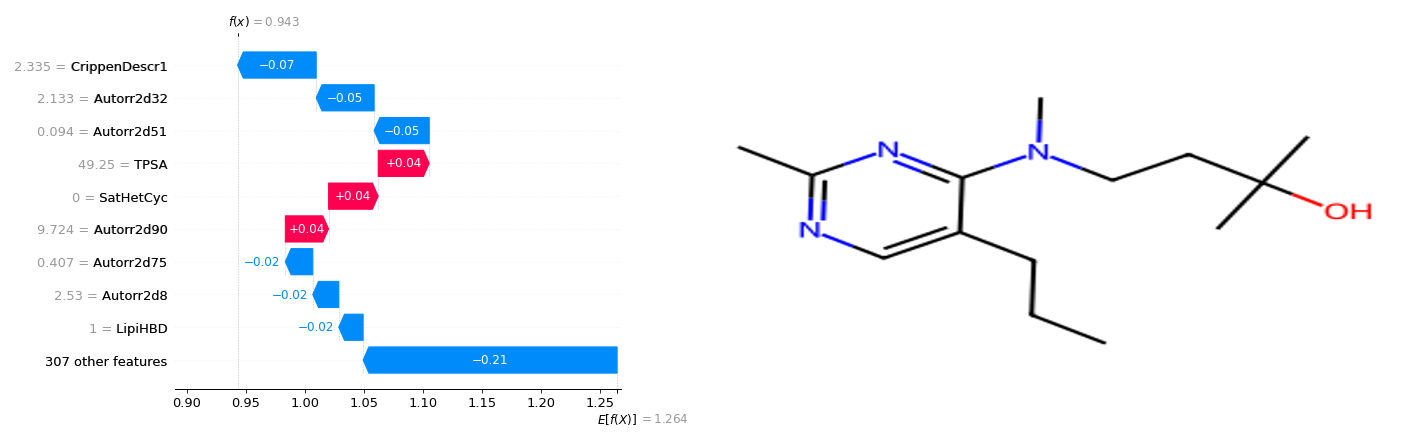 f(x) = 0.943
2.335 = CrippenDescr1
−0.07
2.133 = Autorr2d32
−0.05
0.094 = Autorr2d51
−0.05
49.25 = TPSA
+0.04
0 = SatHetCyc
+0.04
9.724 = Autorr2d90
+0.04
0.407 = Autorr2d75
−0.02
2.53 = Autorr2d8
−0.02
1 = LipiHBD
−0.02
307 other features
−0.21
0.90 0.95 1.00 1.05 1.10 1.15 1.20 1.25
E[f(X)] = 1.264
N
N
N
OH